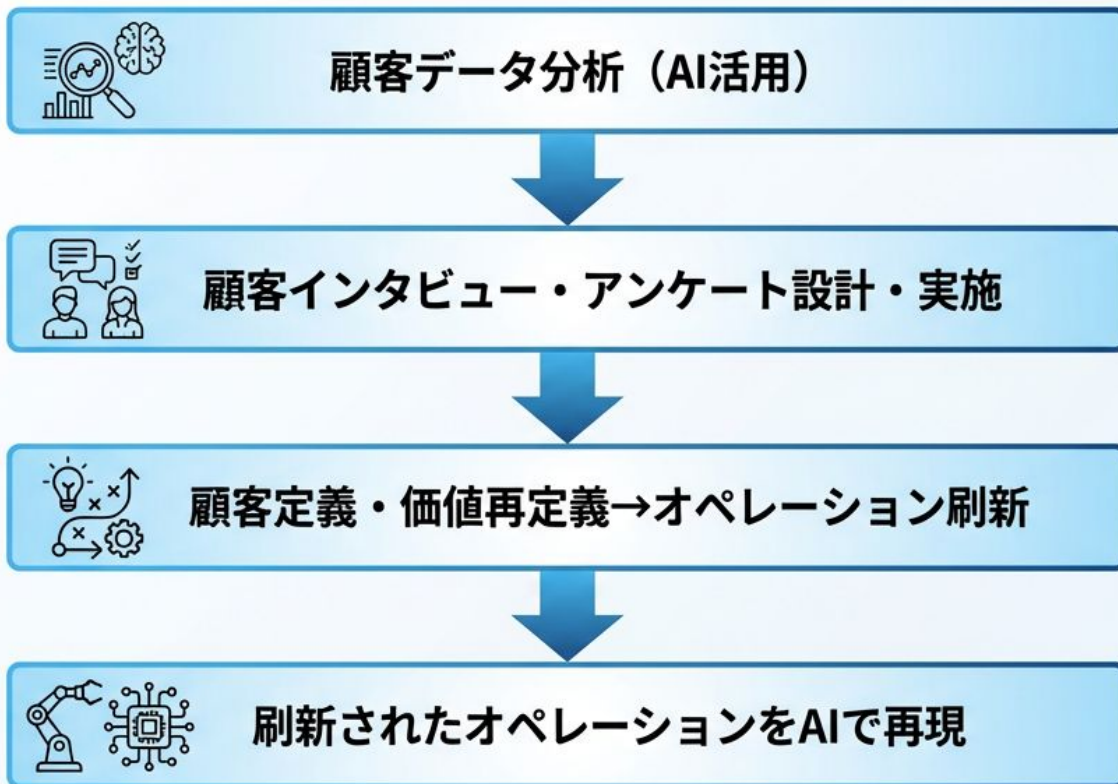 顧客データ分析（AI活用）
顧客インタビュー・アンケート設計・実施
顧客定義・価値再定義→オペレーション刷新
刷新されたオペレーションをAIで再現